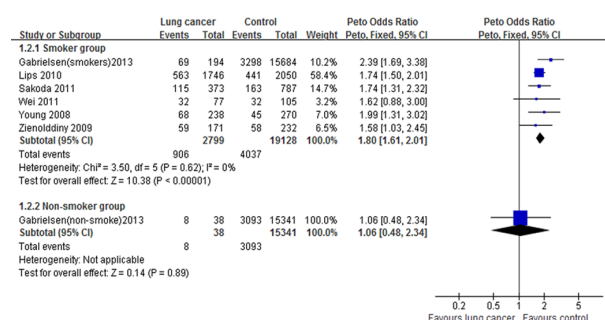 Lung cancer Control Peto Odds Ratio Peto Odds Ratio
Study or Subgroup Events Total Events Total Weight Peto, Fixed, 95% CI Peto, Fixed, 95% CI
1.2.1 Smoker group
Gabrielsen(smokers)2013 69 194 3298 15684 10.2% 2.39 [1.69, 3.38]
Lips 2010 563 1746 441 2050 58.4% 1.74 [1.50, 2.01]
Sakoda 2011 115 373 163 787 14.4% 1.74 [1.31, 2.32]
Wei 2011 32 77 32 105 3.1% 1.62 [0.88, 3.00]
Young 2008 68 238 45 270 8.0% 1.99 [1.31, 3.02]
Zienolddiny 2009 59 171 58 232 5.9% 1.58 [1.03, 2.45]
Subtotal (95% CI) 2799 19128 100.0% 1.80 [1.61, 2.01]
Total events 906 4037
Heterogeneity: Chi² = 3.50, df = 5 (P = 0.62); I² = 0%
Test for overall effect: Z = 10.38 (P < 0.00001)
1.2.2 Non-smoker group
Gabrielsen(non-smoke)2013 8 38 3093 15341 100.0% 1.06 [0.48, 2.34]
Subtotal (95% CI) 38 15341 100.0% 1.06 [0.48, 2.34]
Total events 8 3093
Heterogeneity: Not applicable
Test for overall effect: Z = 0.14 (P = 0.89)
0.2 0.5 1 2 5
Favours lung cancer Favours control